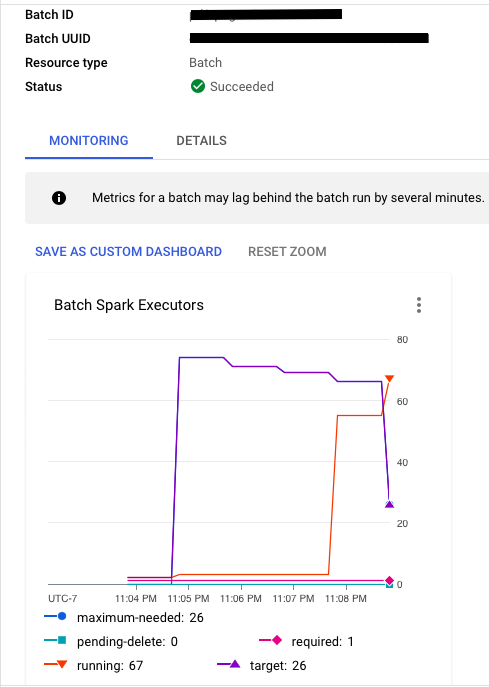 Batch ID
Batch UUID
Resource type Batch
Status Succeeded
MONITORING DETAILS
Metrics for a batch may lag behind the batch run by several minutes.
SAVE AS CUSTOM DASHBOARD RESET ZOOM
Batch Spark Executors
80
60
40
20
0
UTC-7 11:04 PM 11:05 PM 11:06 PM 11:07 PM 11:08 PM
maximum-needed: 26
pending-delete: 0 required: 1
running: 67 target: 26